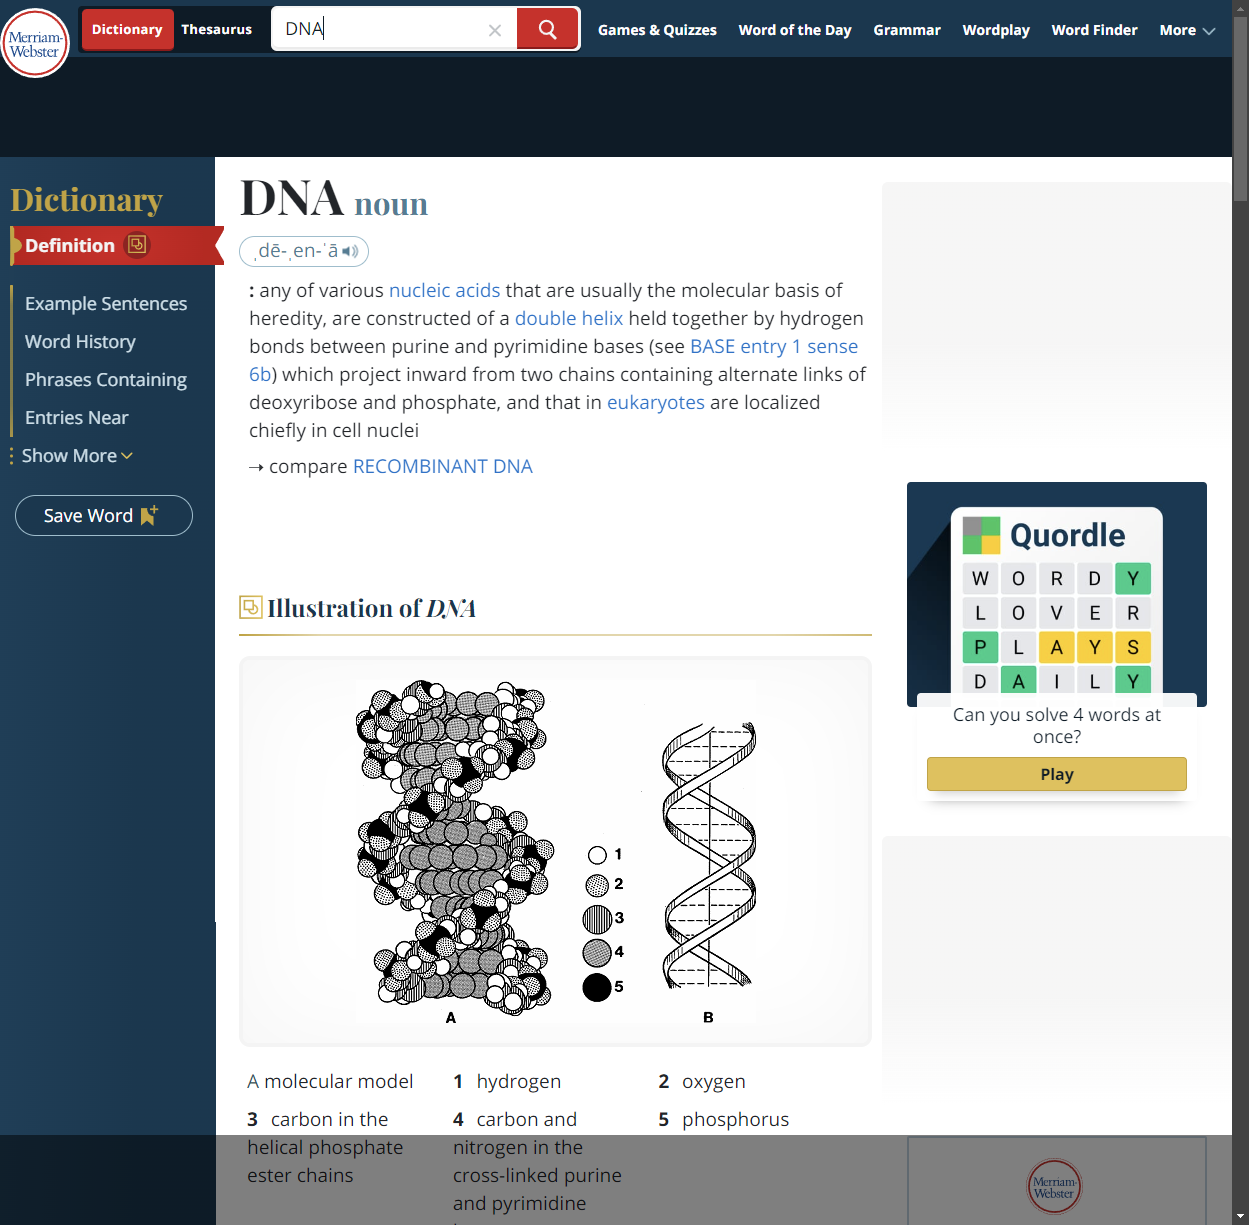 Merriam-
Webster
Dictionary
Thesaurus
DNA
Games & Quizzes
Word of the Day
Grammar
Wordplay
Word Finder
More
Dictionary
Definition
Example Sentences
Word History
Phrases Containing
Entries Near
Show More
Save Word
DNA noun
ˌdē-ˌen-ˈā
: any of various nucleic acids that are usually the molecular basis of
heredity, are constructed of a double helix held together by hydrogen
bonds between purine and pyrimidine bases (see BASE entry 1 sense
6b) which project inward from two chains containing alternate links of
deoxyribose and phosphate, and that in eukaryotes are localized
chiefly in cell nuclei
→ compare RECOMBINANT DNA
Illustration of DNA
1
2
3
4
5
A
B
A molecular model
1 hydrogen
2 oxygen
3 carbon in the
helical phosphate
ester chains
4 carbon and
nitrogen in the
cross-linked purine
and pyrimidine
5 phosphorus
Quordle
W O R D Y
L O V E R
P L A Y S
D A I L Y
Can you solve 4 words at
once?
Play
Merriam-
Webster